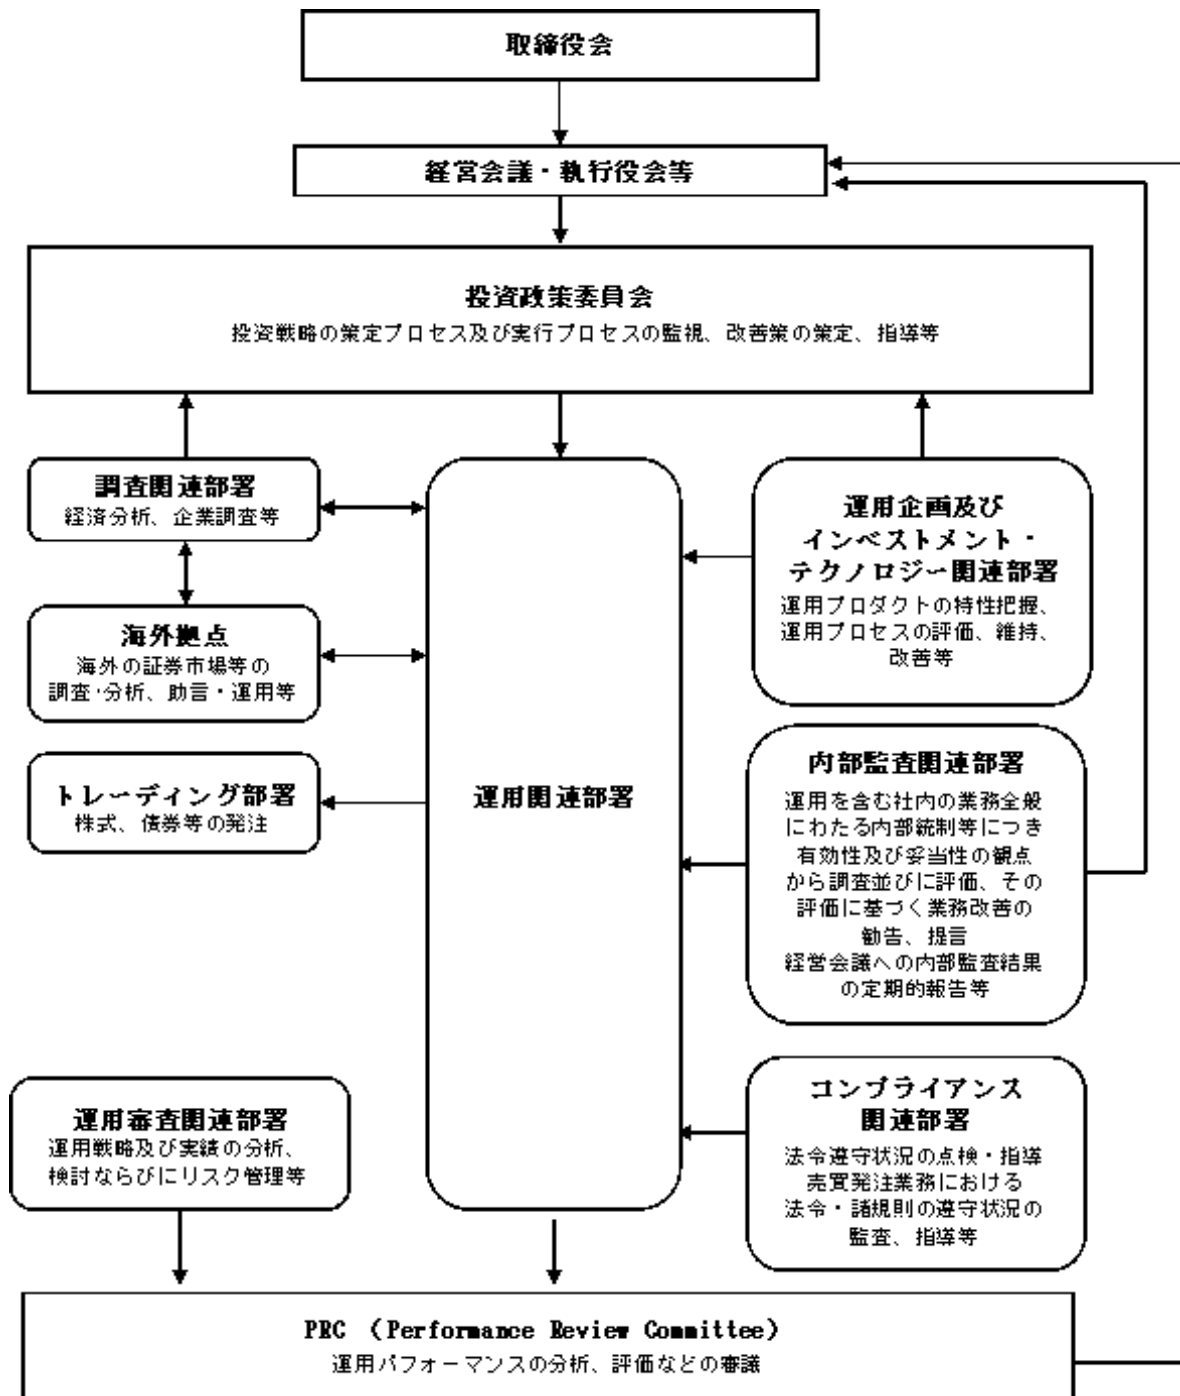 取締役会
経営会議・執行役会等
投資政策委員会
投資戦略の策定プロセス及び実行プロセスの監視、改善策の策定、指導等
調査関連部署
経済分析、企業調査等
海外拠点
海外の証券市場等の
調査・分析、助言・運用等
トレーディング部署
株式、債券等の発注
運用関連部署
運用企画及び
インベストメント・
テクノロジー関連部署
運用プロダクトの特性把握、
運用プロセスの評価、維持、
改善等
内部監査関連部署
運用を含む社内の業務全般
にわたる内部統制等につき
有効性及び妥当性の観点
から調査並びに評価、その
評価に基づく業務改善の
勧告、提言
経営会議への内部監査結果
の定期的報告等
コンプライアンス
関連部署
法令遵守状況の点検・指導
売買発注業務における
法令・諸規則の遵守状況の
監査、指導等
運用審査関連部署
運用戦略及び実績の分析、
検討ならびにリスク管理等
PRC （Performance Review Committee）
運用パフォーマンスの分析、評価などの審議